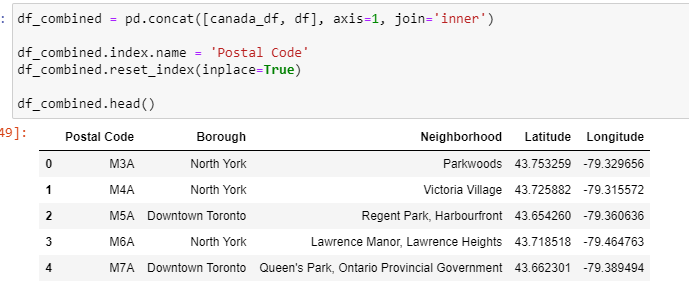 : df_combined = pd.concat([canada_df, df], axis=1, join='inner')
df_combined.index.name = 'Postal Code'
df_combined.reset_index(inplace=True)
df_combined.head()
49]:
Postal Code Borough Neighborhood Latitude Longitude
0 M3A North York Parkwoods 43.753259 -79.329656
1 M4A North York Victoria Village 43.725882 -79.315572
2 M5A Downtown Toronto Regent Park, Harbourfront 43.654260 -79.360636
3 M6A North York Lawrence Manor, Lawrence Heights 43.718518 -79.464763
4 M7A Downtown Toronto Queen's Park, Ontario Provincial Government 43.662301 -79.389494